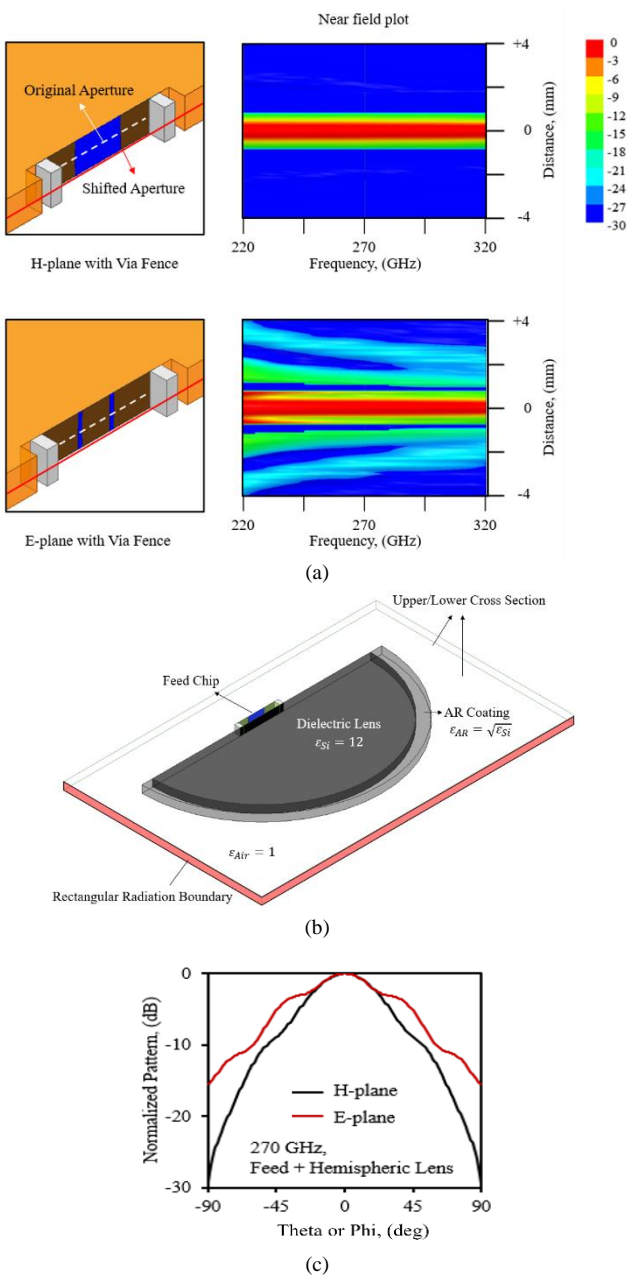 Near field plot
Original Aperture
Shifted Aperture
H-plane with Via Fence
+4
0
-4
Distance, (mm)
220
270
320
Frequency, (GHz)
0
-3
-6
-9
-12
-15
-18
-21
-24
-27
-30
E-plane with Via Fence
+4
0
-4
Distance, (mm)
220
270
320
Frequency, (GHz)
(a)
Upper/Lower Cross Section
Feed Chip
Dielectric Lens
εSi = 12
AR Coating
εAR = √εSi
εAir = 1
Rectangular Radiation Boundary
(b)
Normalized Pattern, (dB)
0
-10
-20
-30
H-plane
E-plane
270 GHz,
Feed + Hemispheric Lens
-90
-45
0
45
90
Theta or Phi, (deg)
(c)